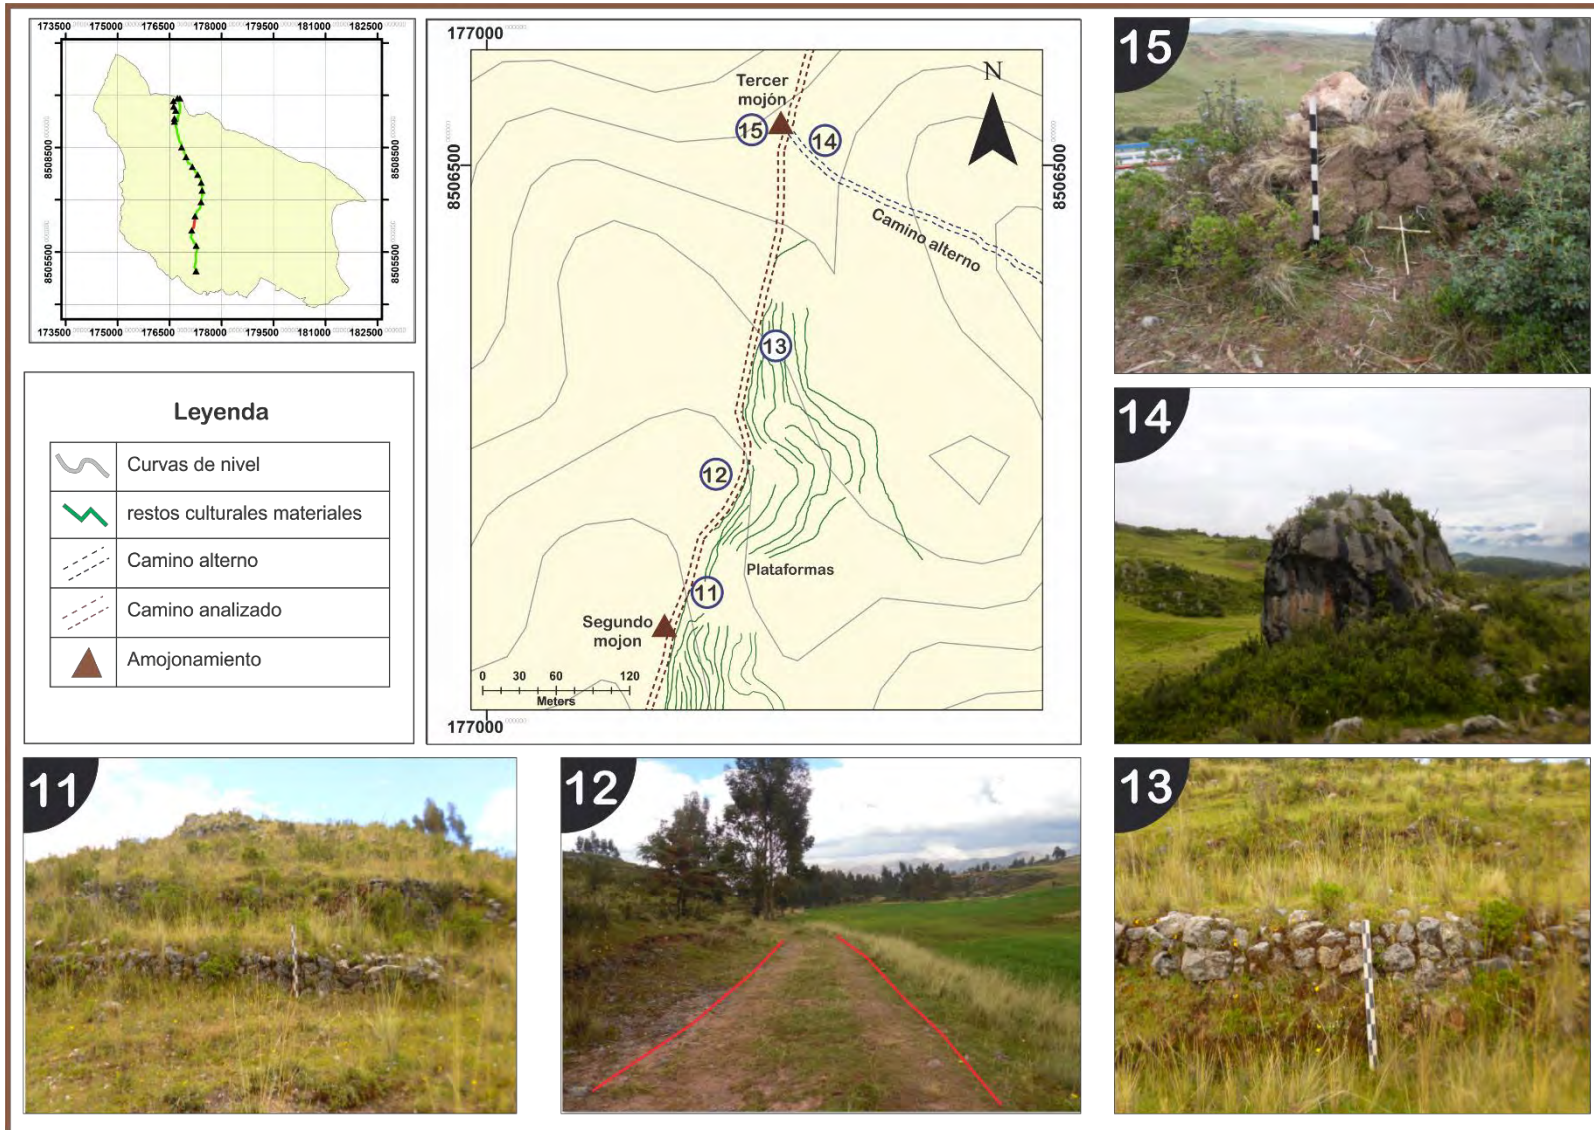 173500 175000 176500 178000 179500 181000 182500
8508500 8508500
8505500 8505500
173500 175000 176500 178000 179500 181000 182500
Leyenda
Curvas de nivel
restos culturales materiales
Camino alterno
Camino analizado
Amojonamiento
177000
Tercer
mojón
N
15
14
8506500 8506500
Camino alterno
13
12
Plataformas
11
Segundo
mojon
0 30 60 120
Meters
177000
15
14
11
12
13